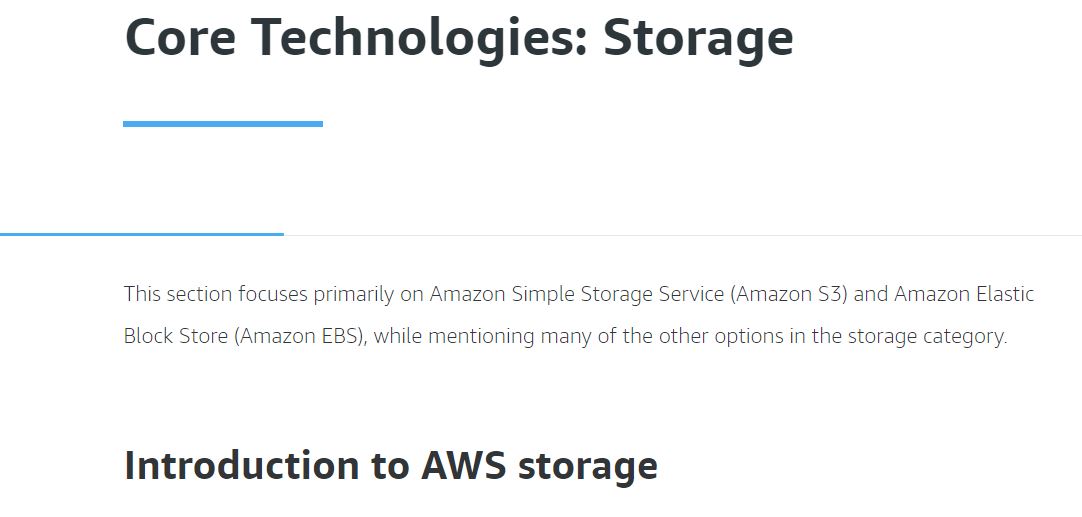 Core Technologies: Storage
This section focuses primarily on Amazon Simple Storage Service (Amazon S3) and Amazon Elastic
Block Store (Amazon EBS), while mentioning many of the other options in the storage category.
Introduction to AWS storage